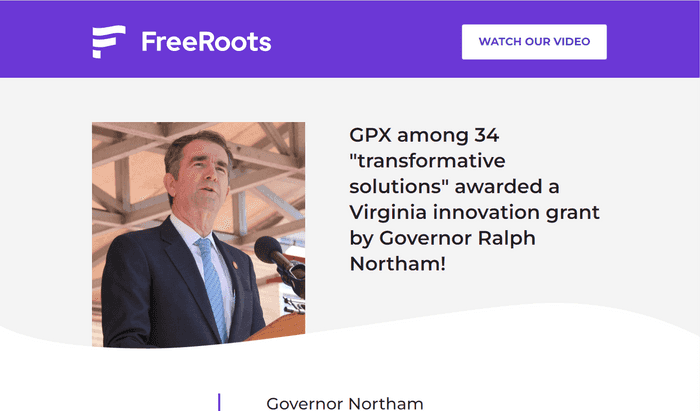 FreeRoots
WATCH OUR VIDEO
GPX among 34
"transformative
solutions" awarded a
Virginia innovation grant
by Governor Ralph
Northam!
Governor Northam